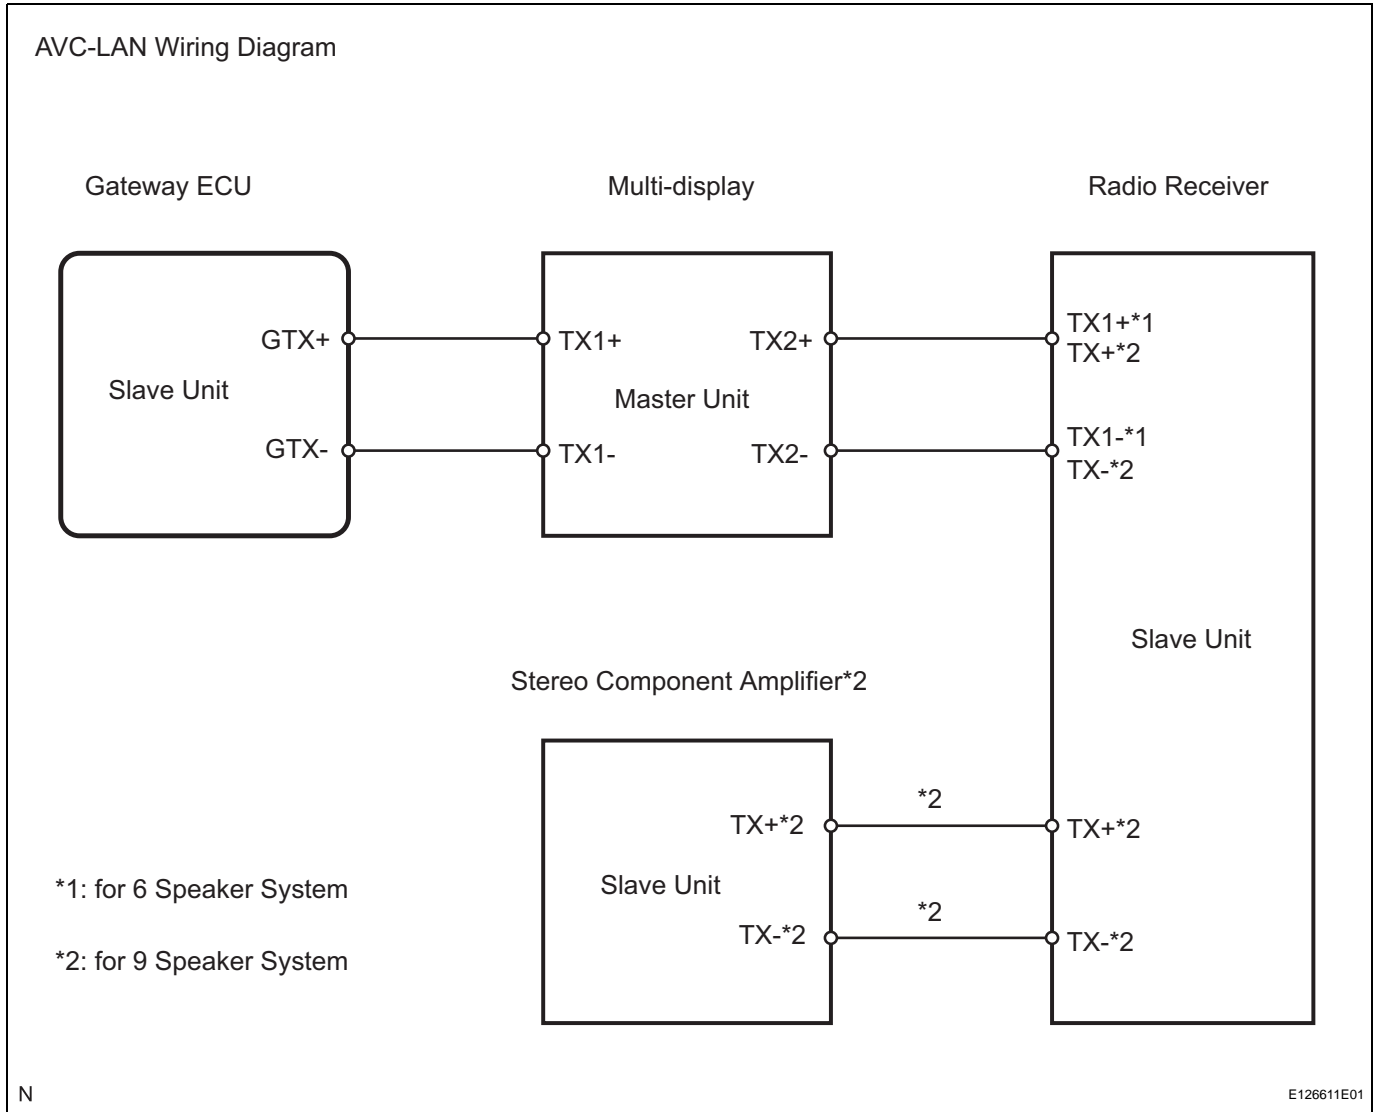 AVC-LAN Wiring Diagram
Gateway ECU
Multi-display
Radio Receiver
GTX+
Slave Unit
GTX-
TX1+
TX2+
Master Unit
TX1-
TX2-
TX1+*1
TX+*2
TX1-*1
TX-*2
Slave Unit
Stereo Component Amplifier*2
TX+*2
*2
TX+*2
Slave Unit
TX-*2
*2
TX-*2
*1: for 6 Speaker System
*2: for 9 Speaker System
N
E126611E01